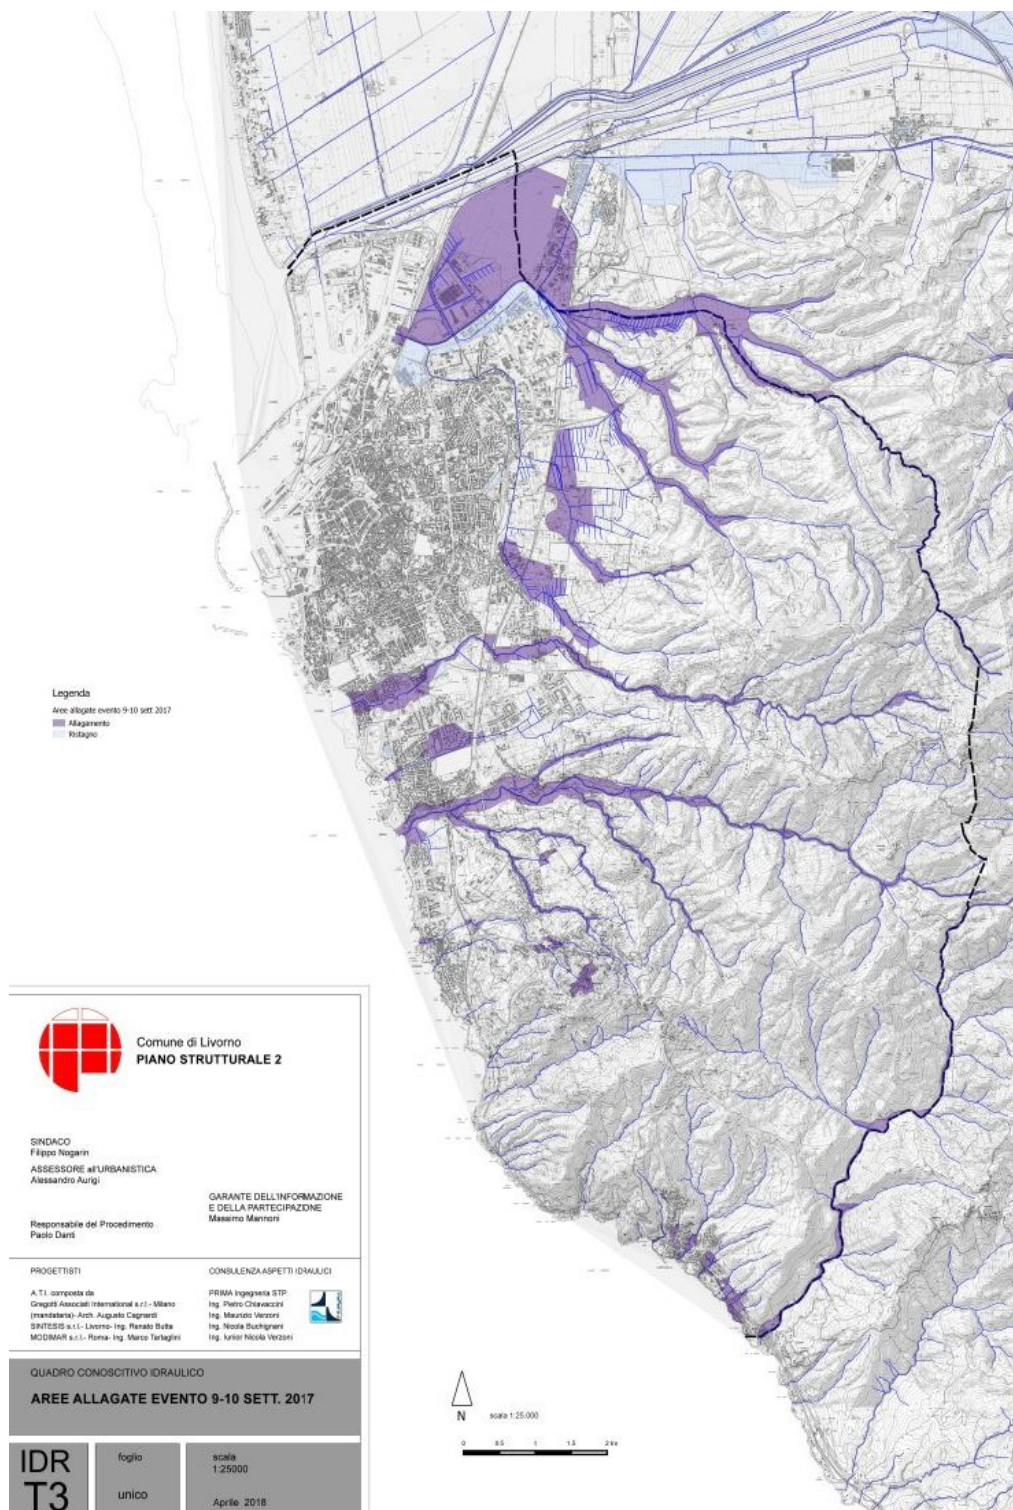 Legenda
Aree allagate evento 9-10 sett 2017
Allagamento
Ristagno
Comune di Livorno
PIANO STRUTTURALE 2
SINDACO
Filippo Nogarin
ASSESSORE all'URBANISTICA
Alessandro Aurigi
GARANTE DELL'INFORMAZIONE
E DELLA PARTECIPAZIONE
Massimo Mannoni
Responsabile del Procedimento
Paolo Danti
PROGETTISTI
A.T.I. composta da
Gregotti Associati International s.r.l.- Milano
(mandataria)- Arch. Augusto Cagnardi
SINTESIS s.r.l.- Livorno- Ing. Renato Butta
MODIMAR s.r.l.- Roma- Ing. Marco Tartaglini
CONSULENZA ASPETTI IDRAULICI
PRIMA Ingegneria STP
Ing. Pietro Chiavaccini
Ing. Maurizio Verzoni
Ing. Nicola Buchignani
Ing. Iunior Nicola Verzoni
QUADRO CONOSCITIVO IDRAULICO
AREE ALLAGATE EVENTO 9-10 SETT. 2017
IDR
T3
foglio
unico
scala
1:25000
Aprile 2018
N
scala 1:25.000
0 0.5 1 1.5 2 km